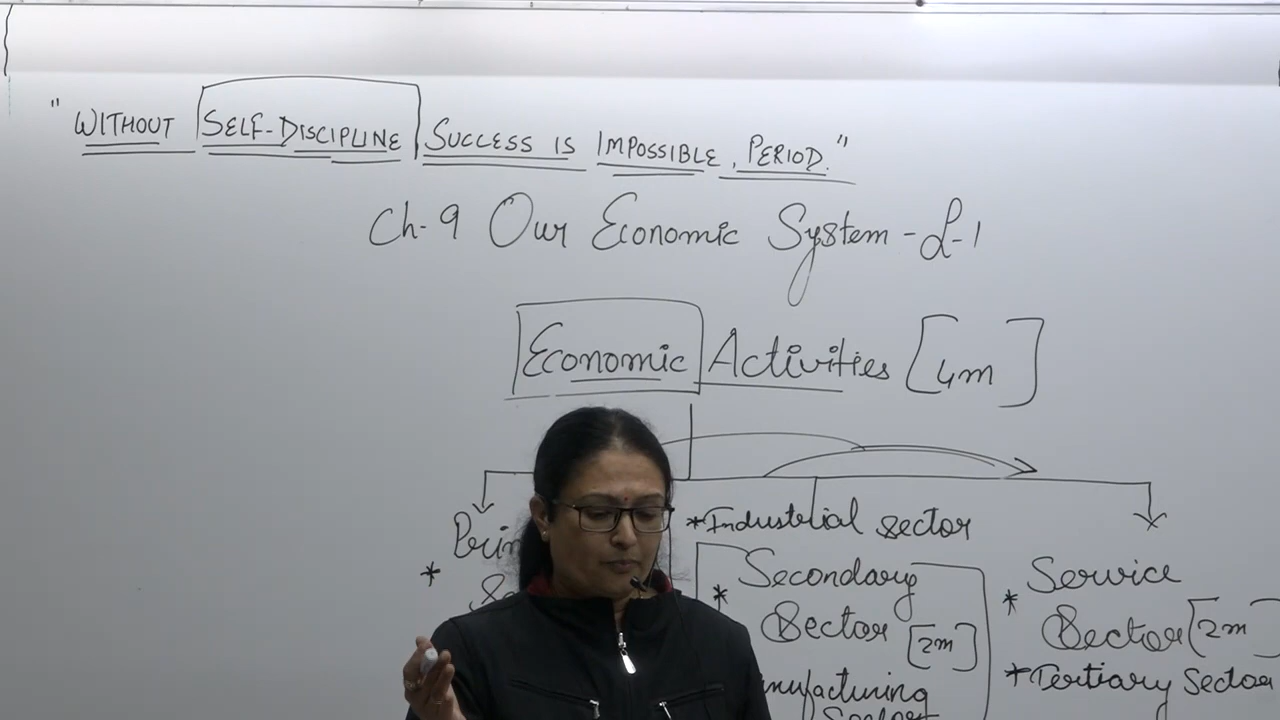 "WITHOUT SELF-DISCIPLINE SUCCESS IS IMPOSSIBLE, PERIOD."
Ch-9 Our Economic System - L-1
Economic Activities [4m]
*Industrial sector
* Secondary
Sector [2m]
* Service
Sector [2m]
*Tertiary Sector